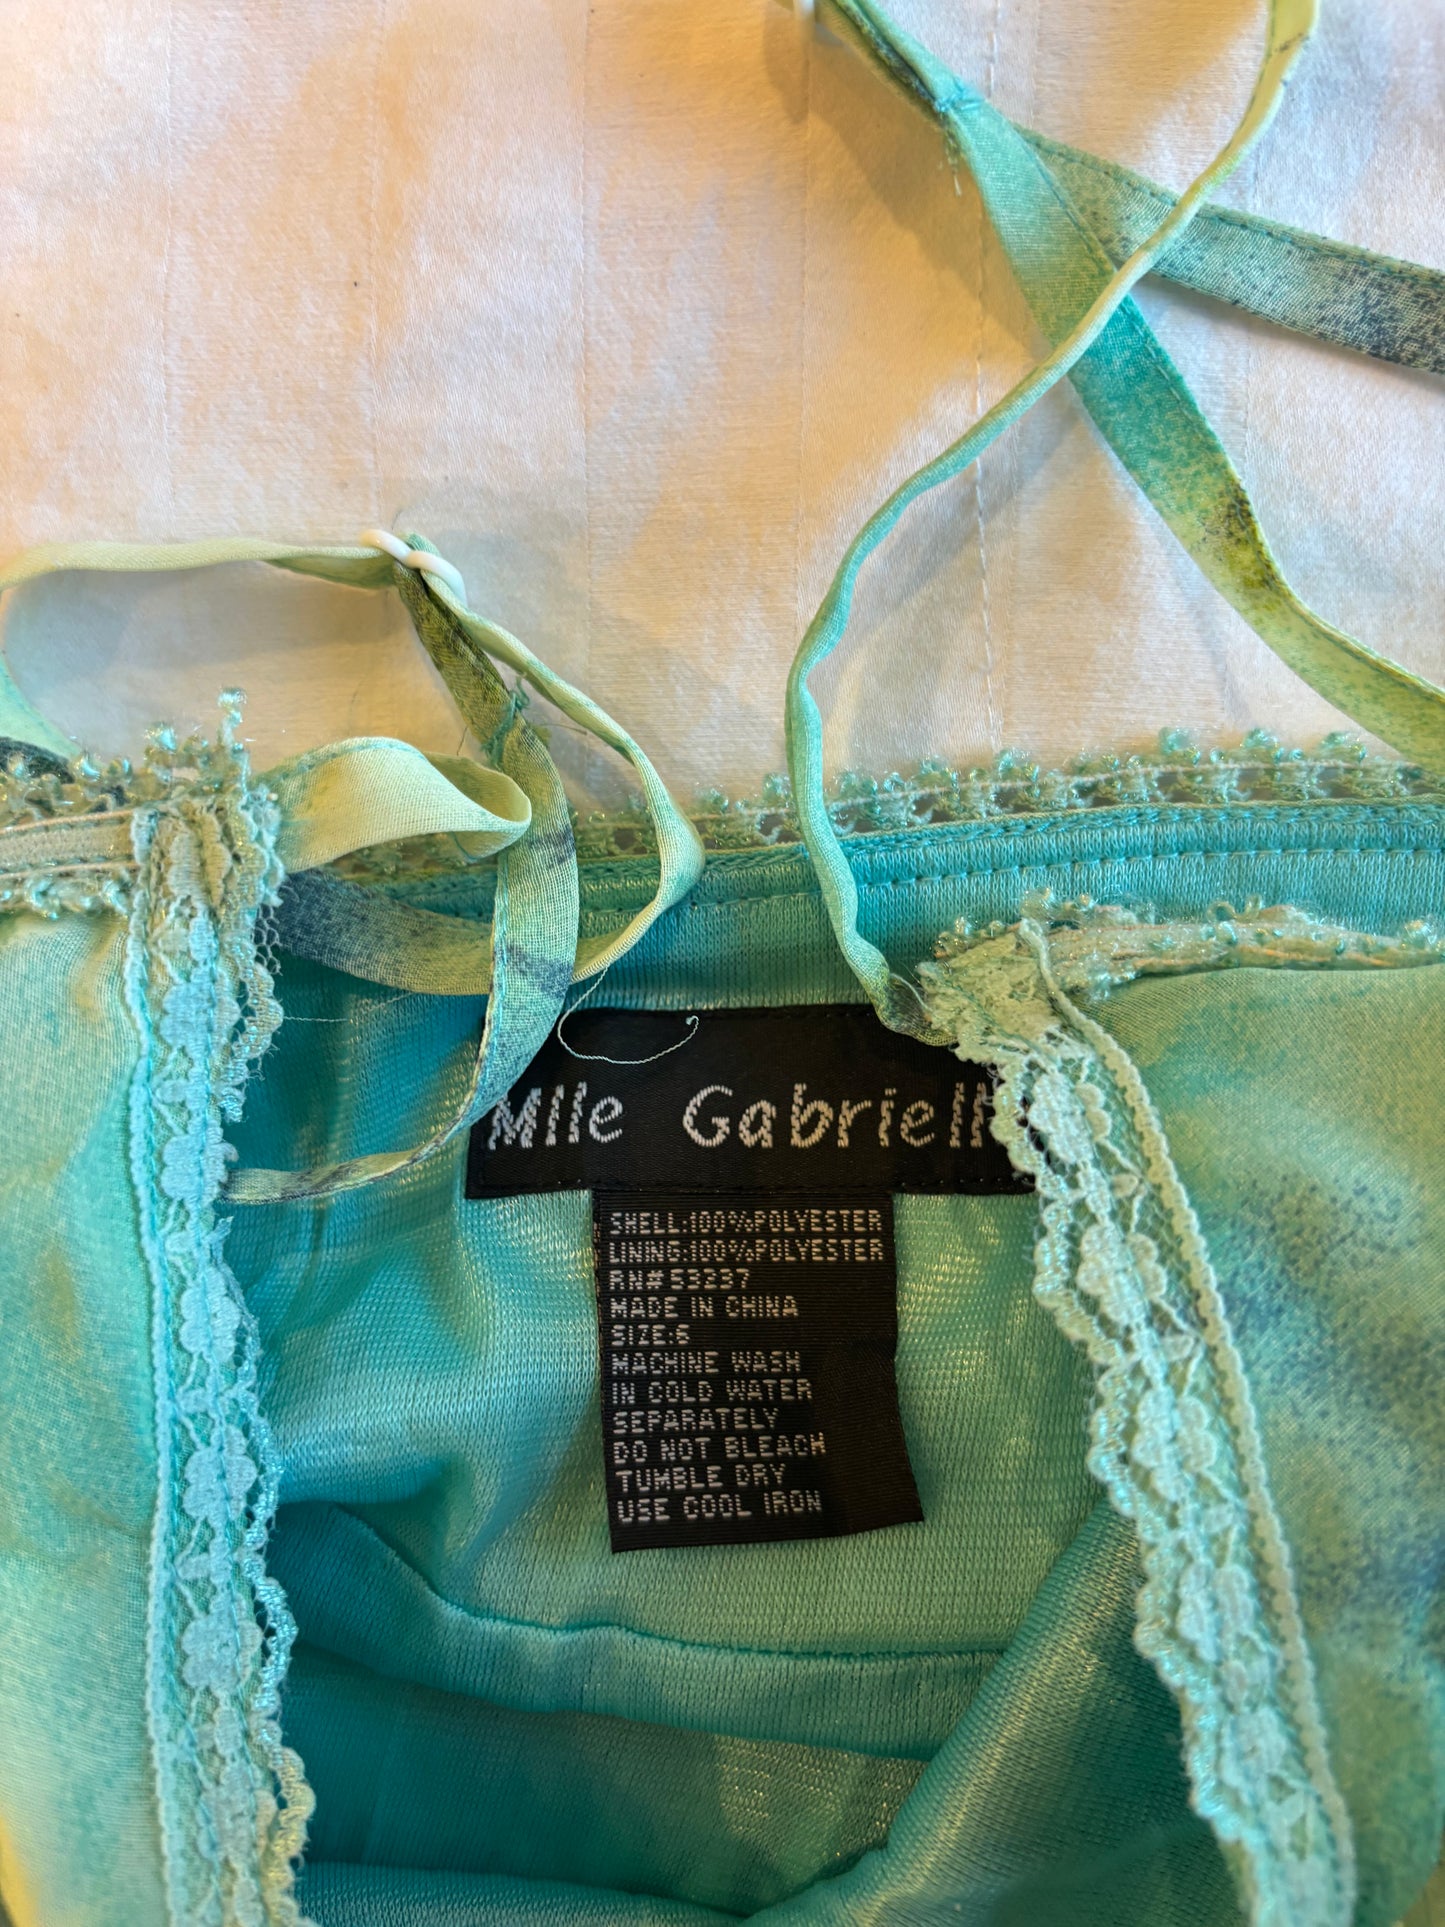 Mlle Gabriell
SHELL:100%POLYESTER
LINING:100%POLYESTER
RN# 53237
MADE IN CHINA
SIZE:6
MACHINE WASH
IN COLD WATER
SEPARATELY
DO NOT BLEACH
TUMBLE DRY
USE COOL IRON